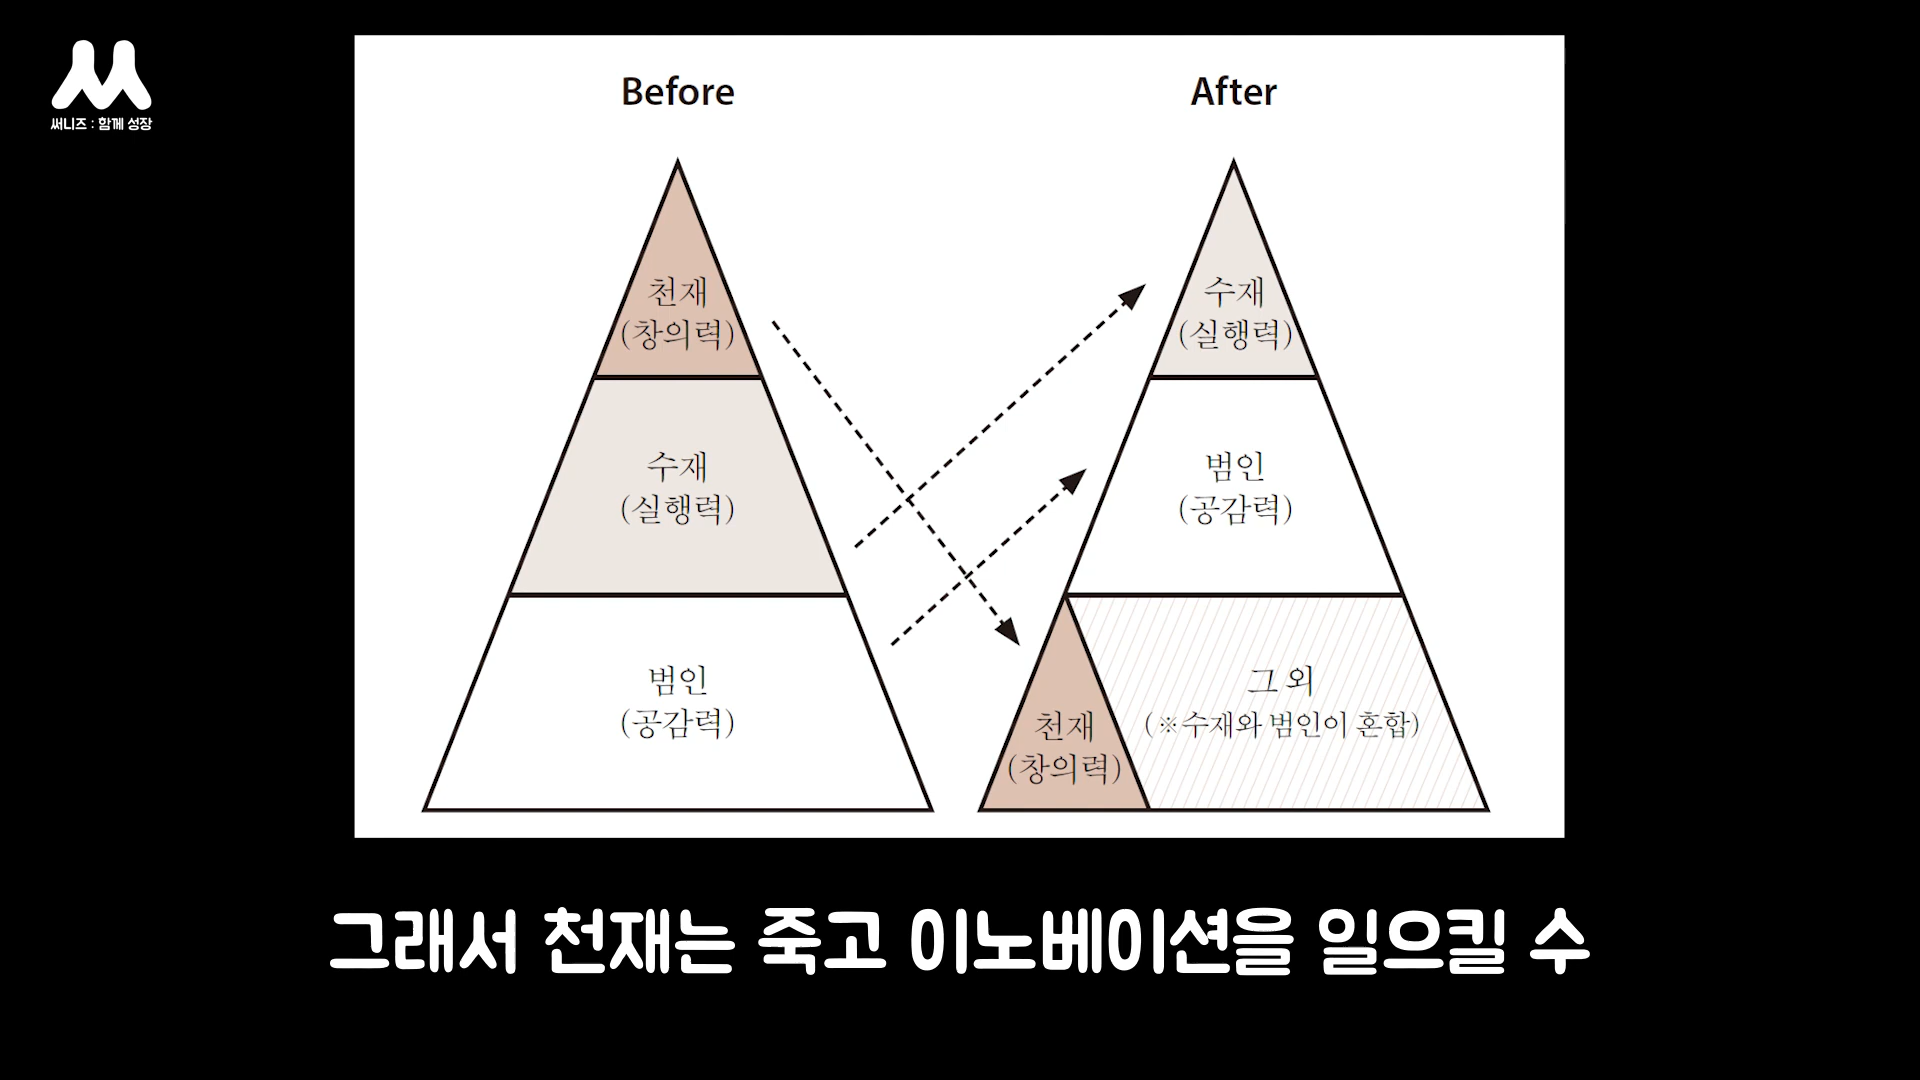 써니즈 : 함께 성장
Before
천재
(창의력)
수재
(실행력)
범인
(공감력)
After
수재
(실행력)
범인
(공감력)
천재
(창의력)
그 외
(※수재와 범인이 혼합)
그래서 천재는 죽고 이노베이션을 일으킬 수